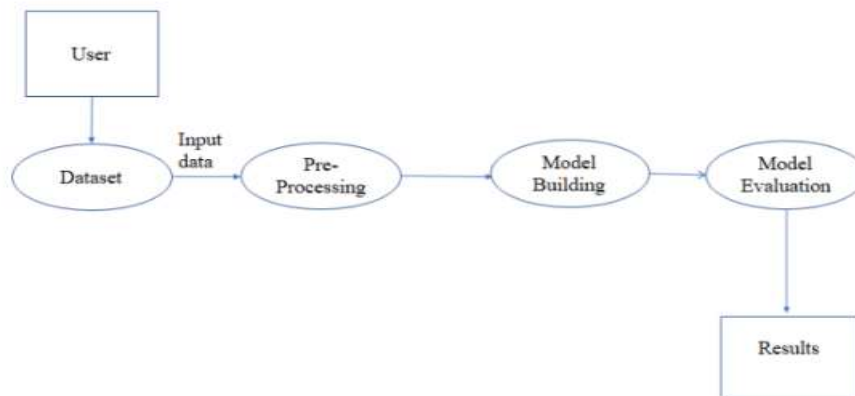 User
Input
data
Dataset
Pre-
Processing
Model
Building
Model
Evaluation
Results